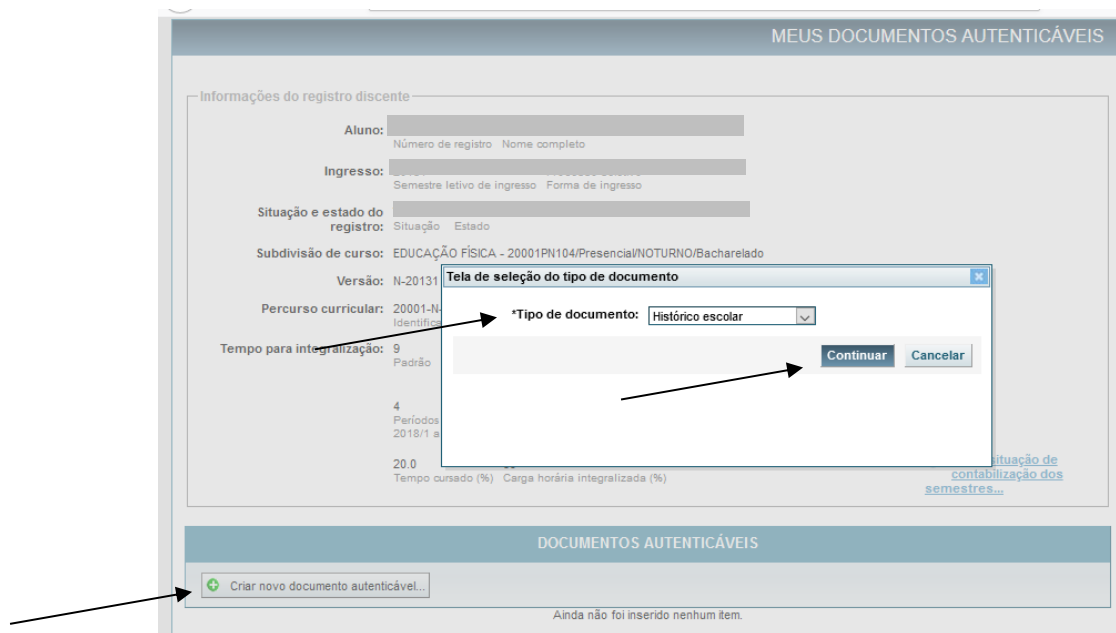 MEUS DOCUMENTOS AUTENTICÁVEIS
Informações do registro discente
Aluno:
Número de registro Nome completo
Ingresso:
Semestre letivo de ingresso Forma de ingresso
Situação e estado do
registro:
Situação Estado
Subdivisão de curso: EDUCAÇÃO FÍSICA - 20001PN104/Presencial/NOTURNO/Bacharelado
Versão: N-20131
Tela de seleção do tipo de documento
Percurso curricular: 20001-N-
*Tipo de documento: Histórico escolar
Tempo para integralização: 9
Padrão
Continuar Cancelar
4
Períodos
2018/1 a
20.0
Tempo cursado (%) Carga horária integralizada (%)
situação de
contabilização dos
semestres...
DOCUMENTOS AUTENTICÁVEIS
Criar novo documento autenticável...
Ainda não foi inserido nenhum item.